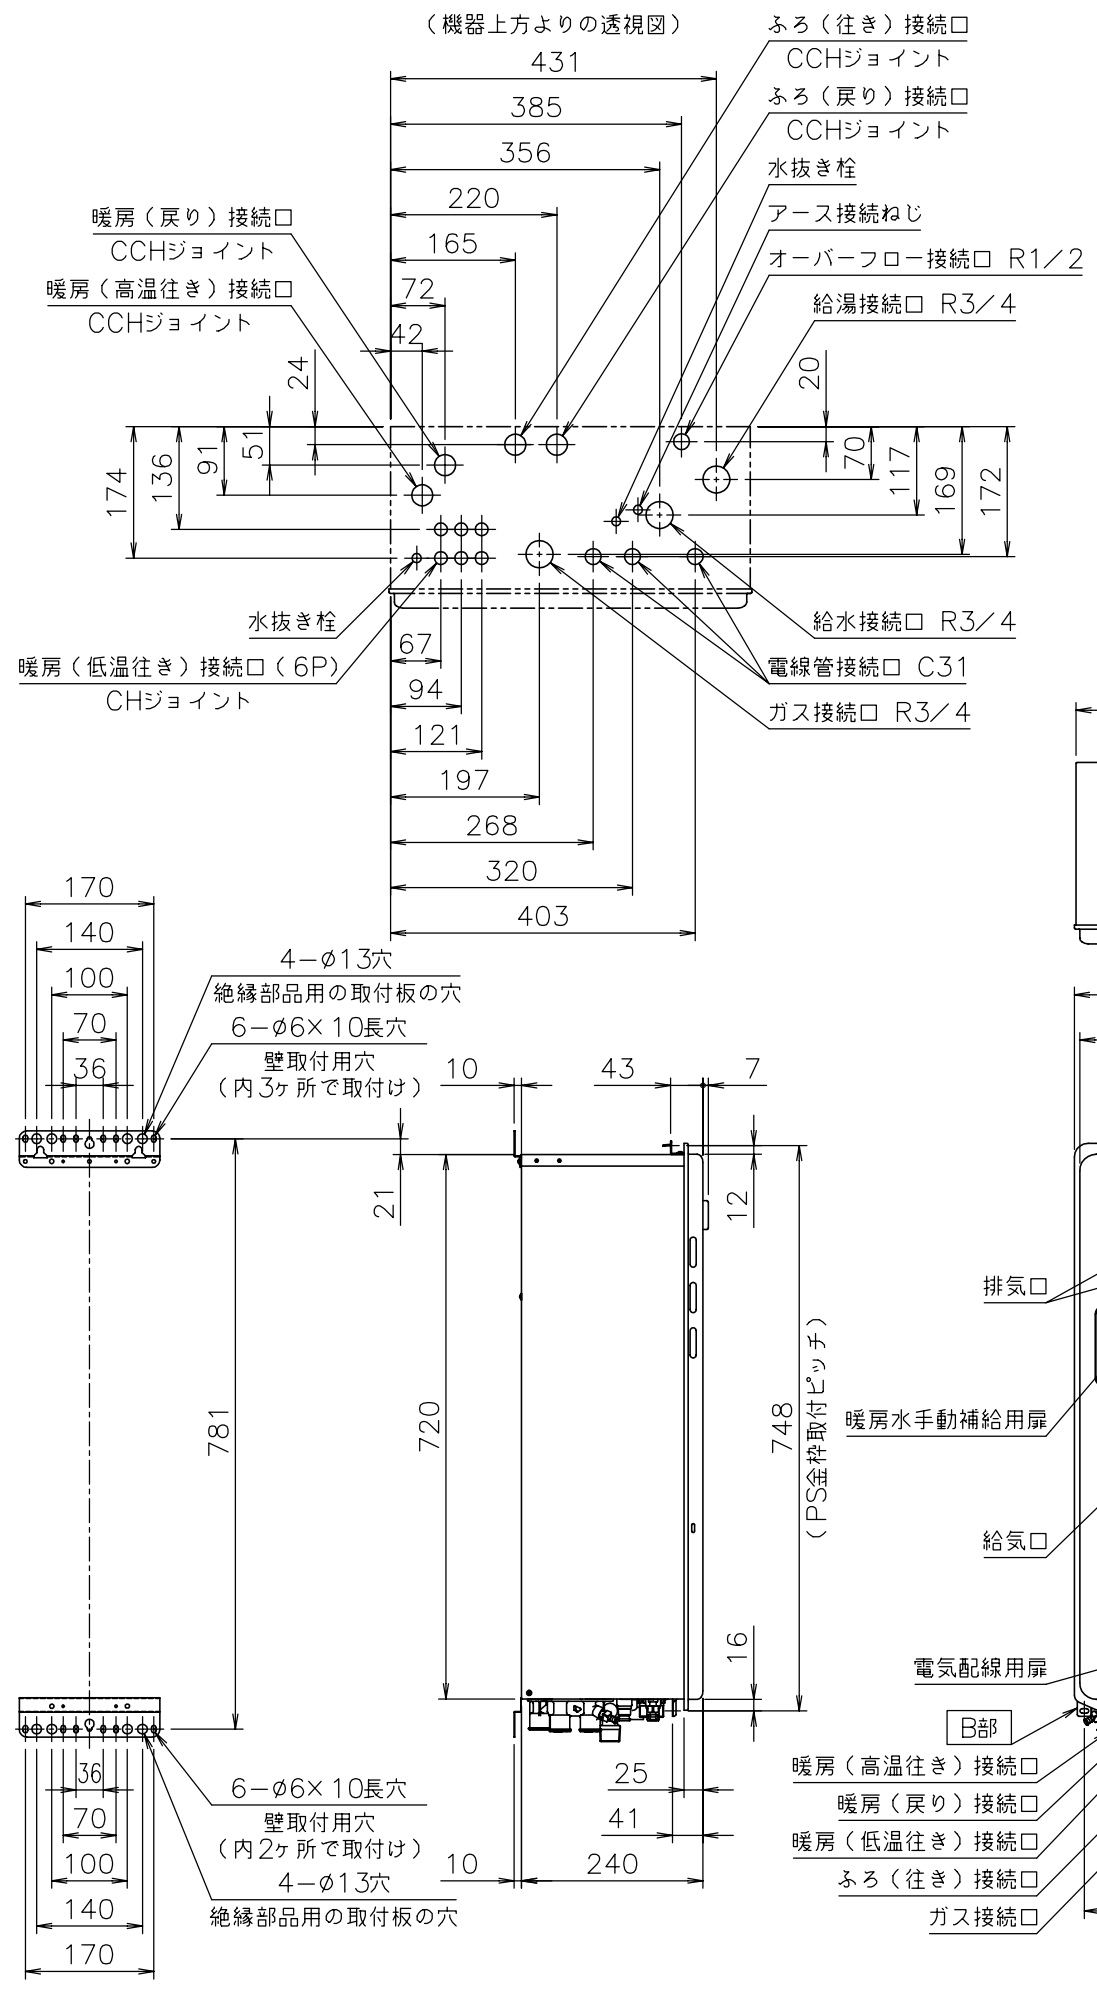 （機器上方よりの透視図）
ふろ（往き）接続口
CCHジョイント
431
ふろ（戻り）接続口
CCHジョイント
385
356
水抜き栓
220
アース接続ねじ
165
オーバーフロー接続口 R1／2
72
給湯接続口 R3／4
42
暖房（戻り）接続口
CCHジョイント
暖房（高温往き）接続口
CCHジョイント
24
51
91
136
174
20
70
117
169
172
水抜き栓
暖房（低温往き）接続口（6P）
CHジョイント
給水接続口 R3／4
電線管接続口 C31
ガス接続口 R3／4
67
94
121
197
268
320
403
170
140
100
70
36
4−φ13穴
絶縁部品用の取付板の穴
6−φ6×10長穴
壁取付用穴
（内3ヶ所で取付け）
21
781
36
70
100
140
170
6−φ6×10長穴
壁取付用穴
（内2ヶ所で取付け）
4−φ13穴
絶縁部品用の取付板の穴
10
43
7
12
720
748
（PS金枠取付ピッチ）
16
25
41
10
240
排気口
暖房水手動補給用扉
給気口
電気配線用扉
B部
暖房（高温往き）接続口
暖房（戻り）接続口
暖房（低温往き）接続口
ふろ（往き）接続口
ガス接続口